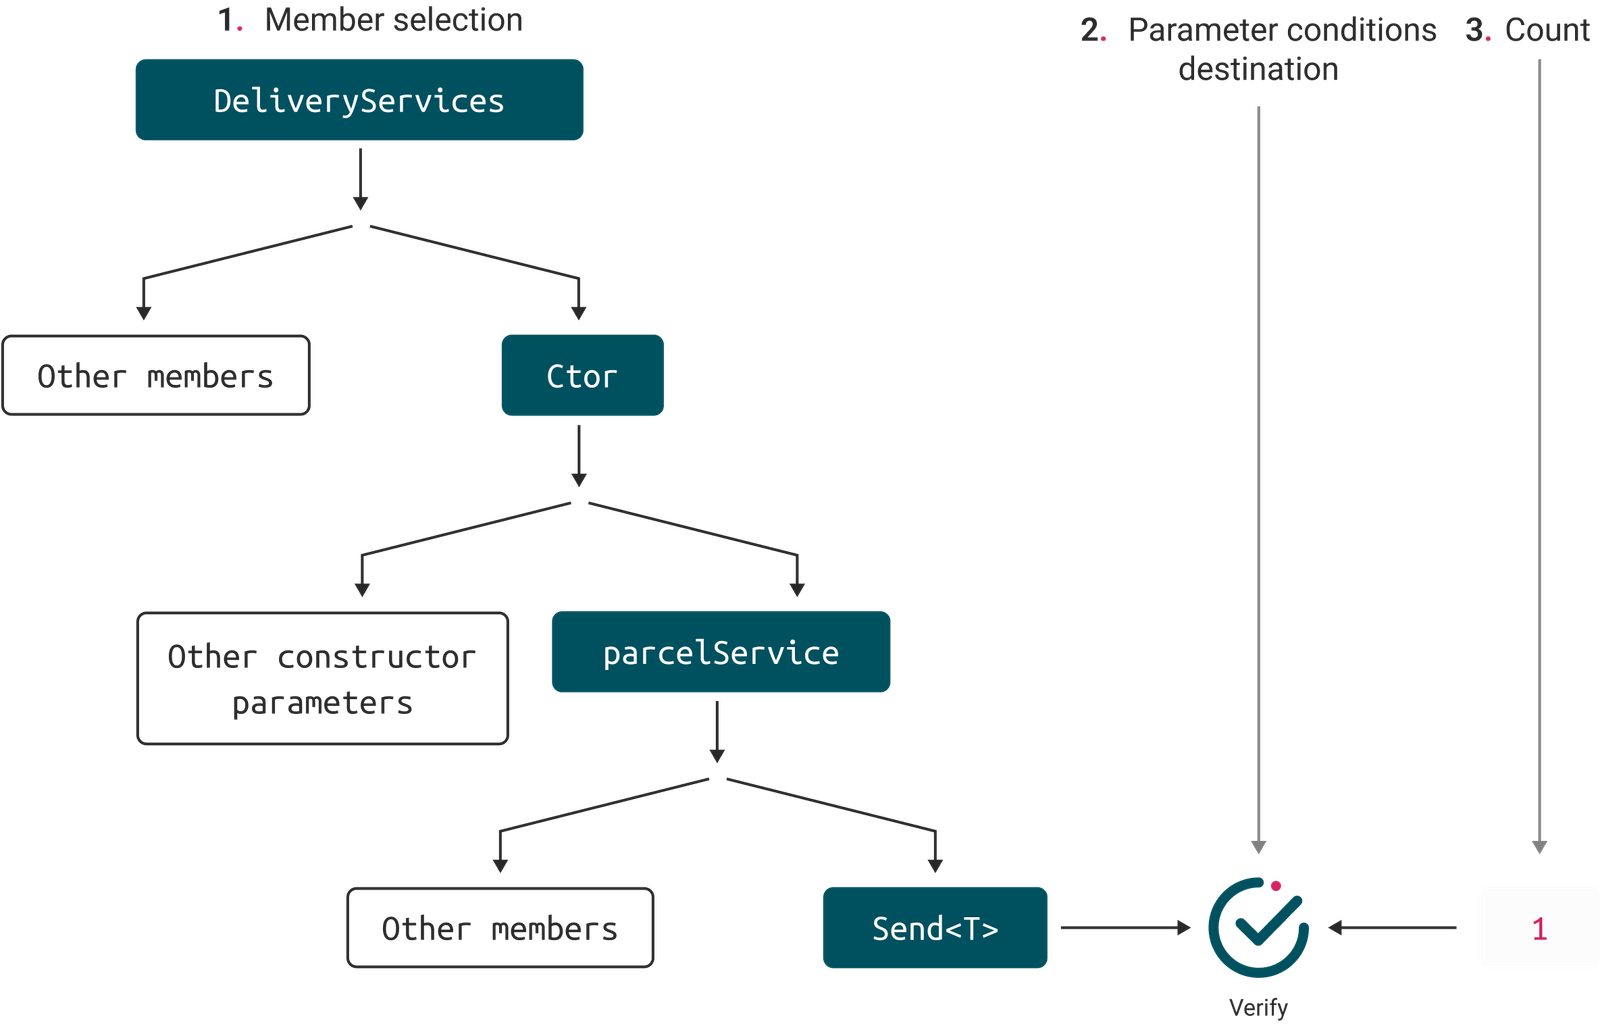 1. Member selection
2. Parameter conditions
destination
3. Count
DeliveryServices
Other members
Ctor
Other constructor
parameters
parcelService
Other members
Send<T>
1
Verify